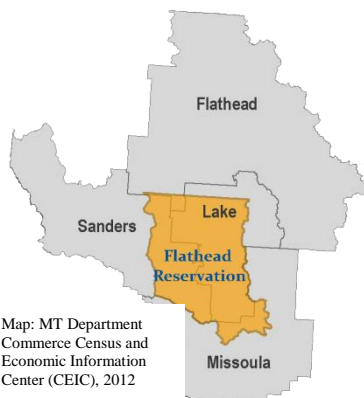 Flathead
Lake
Sanders
Flathead
Reservation
Map: MT Department
Commerce Census and
Economic Information
Center (CEIC), 2012
Missoula